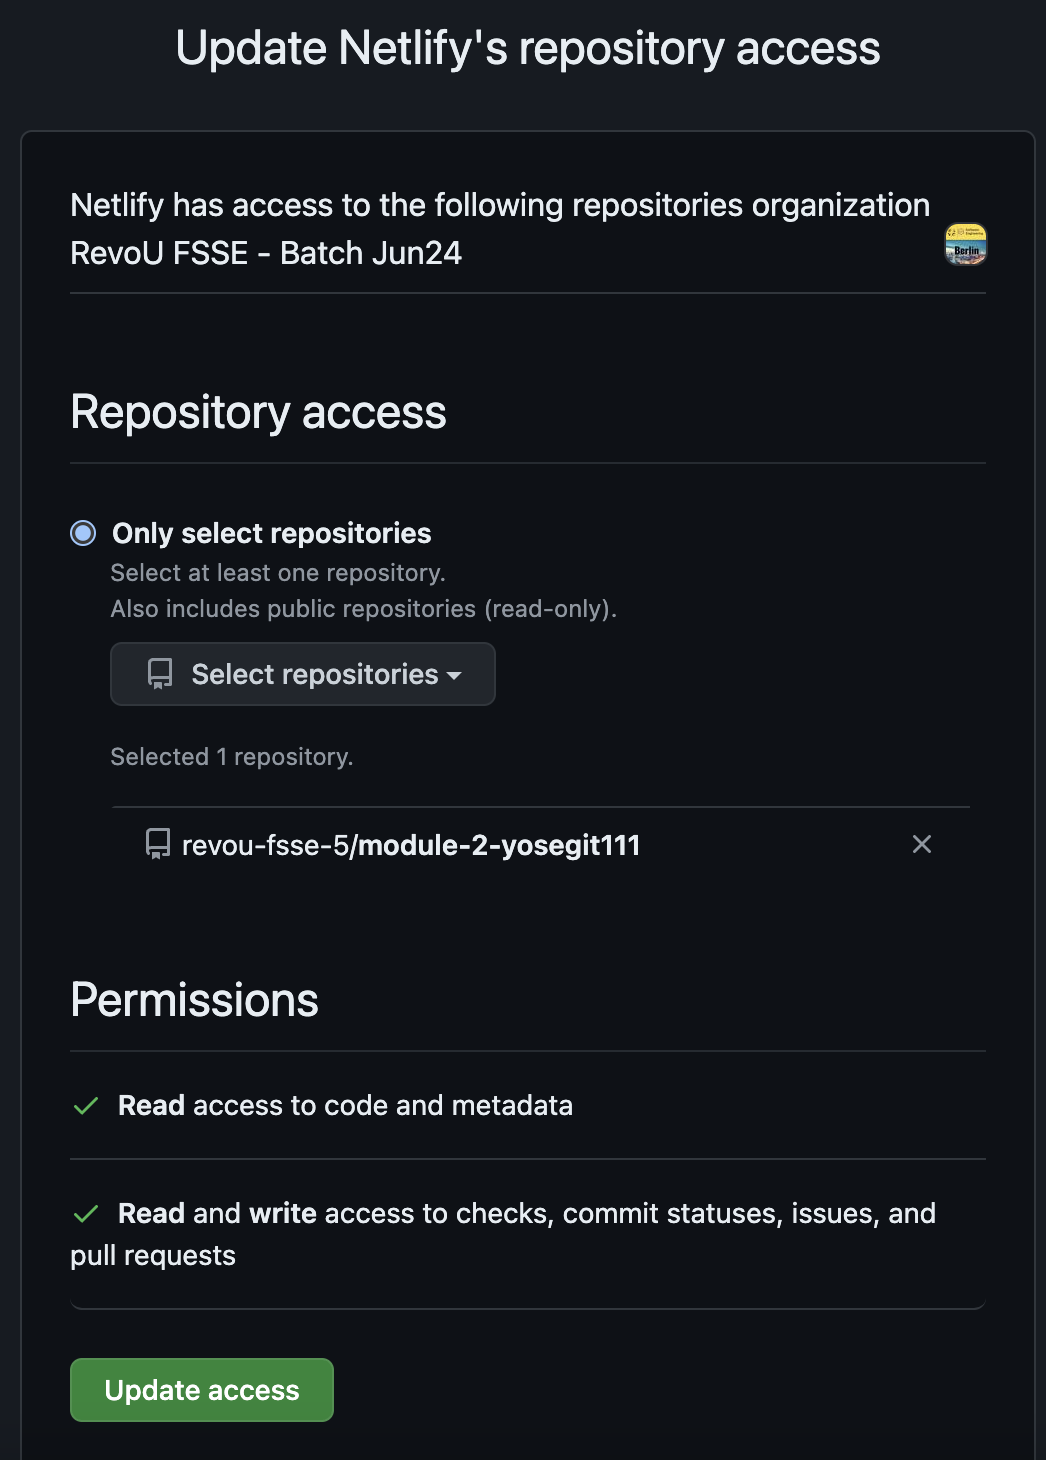 Update Netlify's repository access
Netlify has access to the following repositories organization
RevoU FSSE - Batch Jun24
Berlin
Repository access
Only select repositories
Select at least one repository.
Also includes public repositories (read-only).
Select repositories
Selected 1 repository.
revou-fsse-5/module-2-yosegit111
Permissions
Read access to code and metadata
Read and write access to checks, commit statuses, issues, and
pull requests
Update access